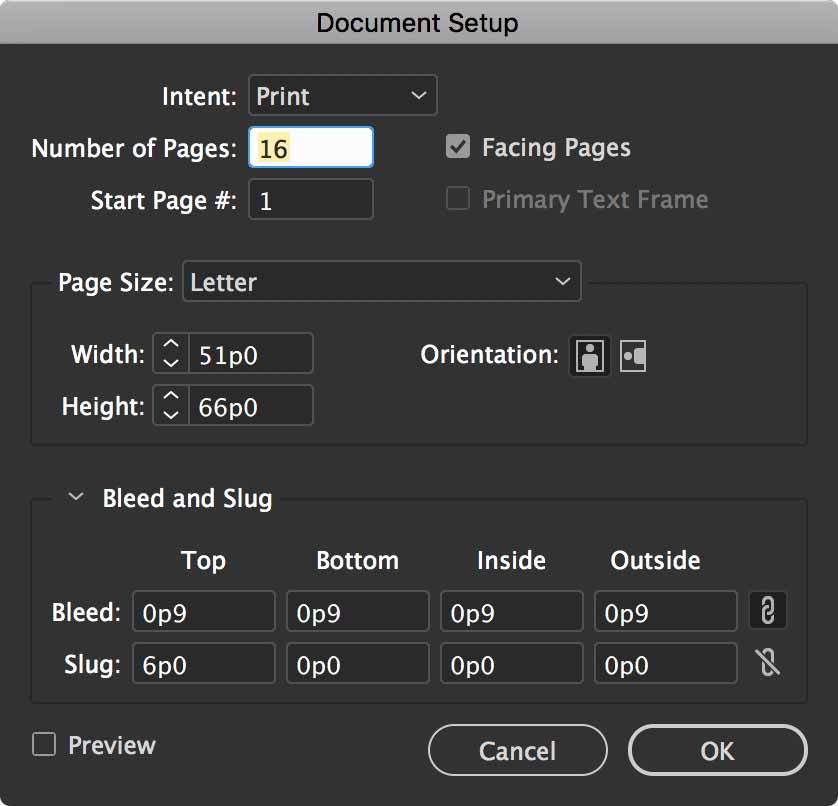 Document Setup
Intent: Print
Number of Pages: 16 Facing Pages
Start Page #: 1 Primary Text Frame
Page Size: Letter
Width: 51p0 Orientation:
Height: 66p0
Bleed and Slug
Top Bottom Inside Outside
Bleed: 0p9 0p9 0p9 0p9
Slug: 6p0 0p0 0p0 0p0
Preview Cancel OK